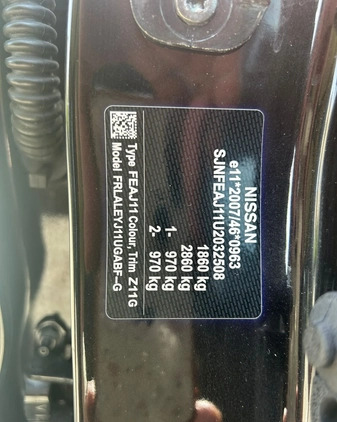 NISSAN
e11*2007/46*0963
SJNFEAJ11U2032508
1860 kg
2860 kg
1- 970 kg
2- 970 kg
Type FEAJ11 Colour, Trim Z11G
Model FRLALEYJ11UGABF-G